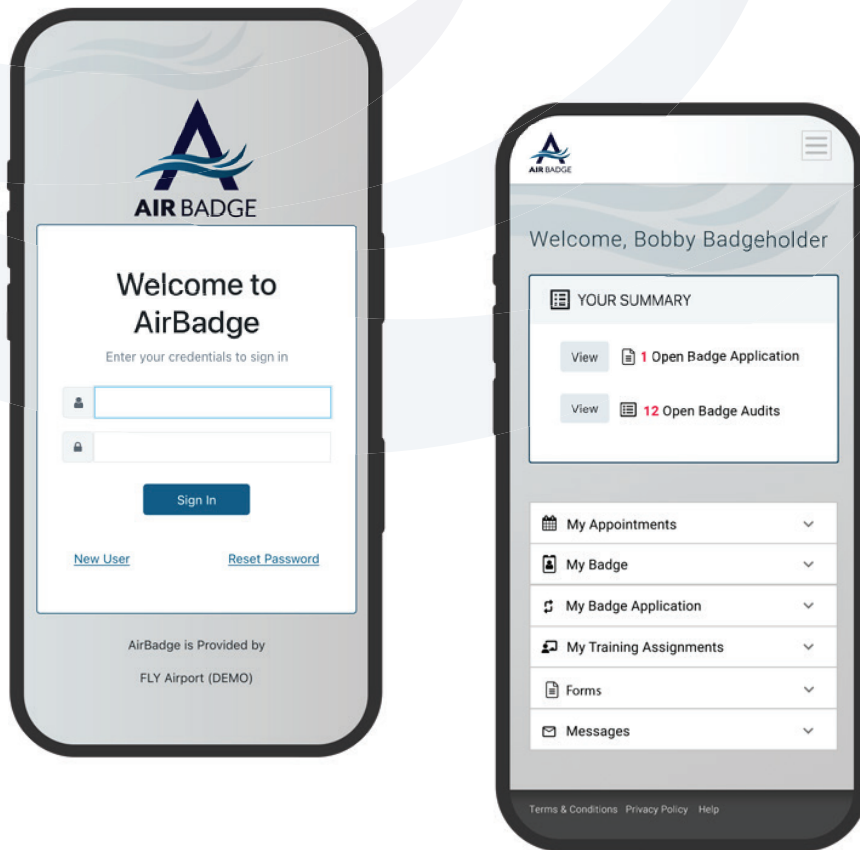 AIR BADGE
Welcome to
AirBadge
Enter your credentials to sign in
Sign In
New User Reset Password
AirBadge is Provided by
FLY Airport (DEMO)
AIR BADGE
Welcome, Bobby Badgeholder
YOUR SUMMARY
View 1 Open Badge Application
View 12 Open Badge Audits
My Appointments
My Badge
My Badge Application
My Training Assignments
Forms
Messages
Terms & Conditions Privacy Policy Help